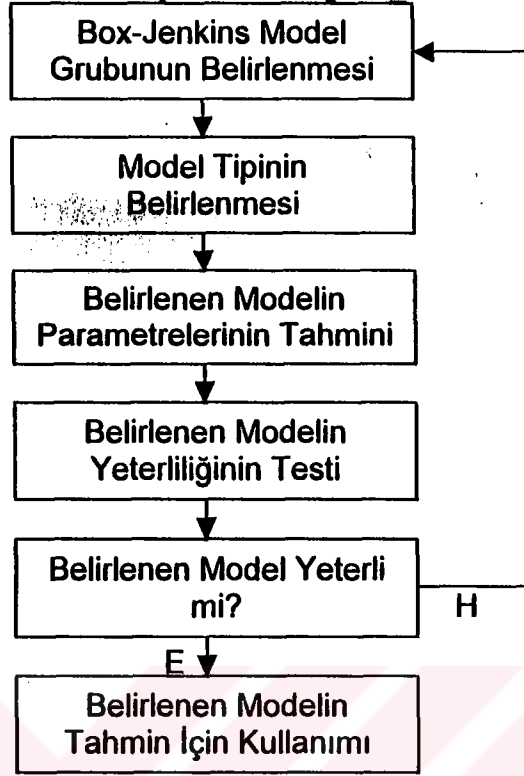 Box-Jenkins Model
Grubunun Belirlenmesi
Model Tipinin
Belirlenmesi
Belirlenen Modelin
Parametrelerinin Tahmini
Belirlenen Modelin
Yeterliliğinin Testi
Belirlenen Model Yeterli
mi?
H
E
Belirlenen Modelin
Tahmin İçin Kullanımı